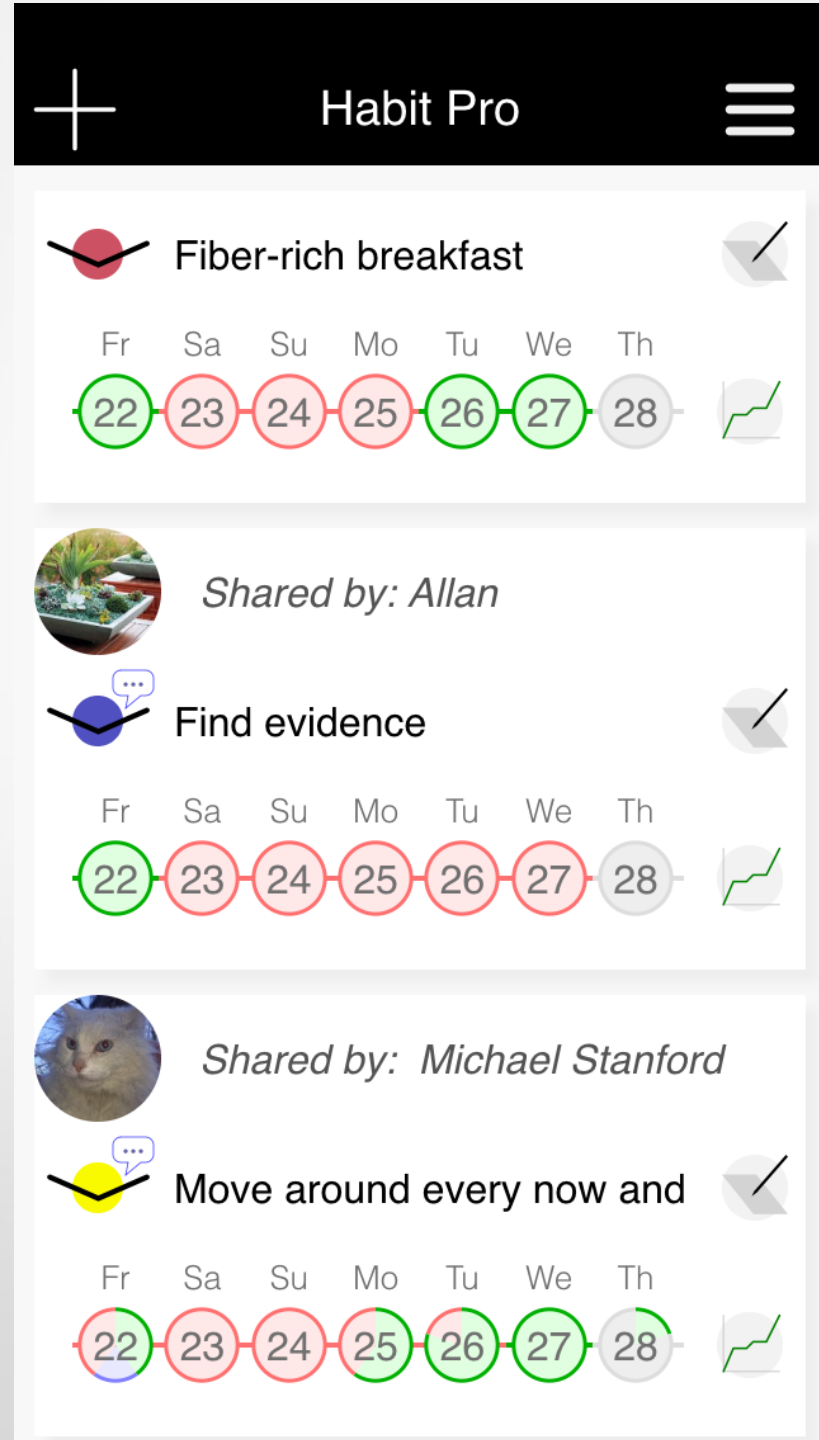 Habit Pro
Fiber-rich breakfast
Fr Sa Su Mo Tu We Th
22 23 24 25 26 27 28
Shared by: Allan
Find evidence
Fr Sa Su Mo Tu We Th
22 23 24 25 26 27 28
Shared by: Michael Stanford
Move around every now and
Fr Sa Su Mo Tu We Th
22 23 24 25 26 27 28